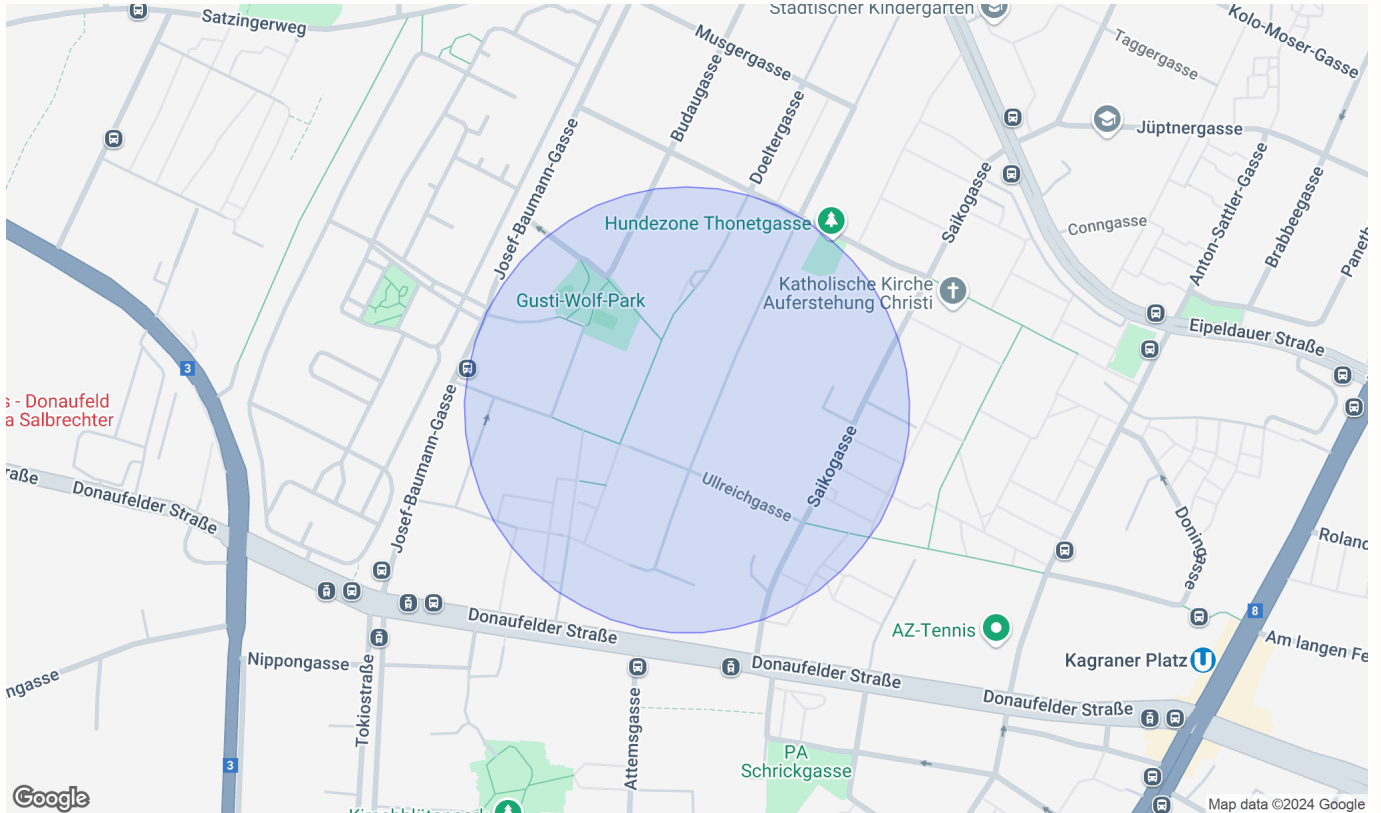 Satzingerweg
Städtischer Kindergarten
Kolo-Moser-Gasse
Musgergasse
Taggergasse
Budaugasse
Doeltergasse
Jüptnergasse
Josef-Baumann-Gasse
Saikogasse
Anton-Sattler-Gasse
Brabbeegasse
Paneth
Conngasse
Hundezone Thonetgasse
Katholische Kirche
Auferstehung Christi
Gusti-Wolf-Park
Eipeldauer Straße
3
s - Donaufeld
a Salbrechter
Josef-Baumann-Gasse
Saikogasse
Ullreichgasse
raße
Donaufelder Straße
Doningasse
Roland
8
Donaufelder Straße
AZ-Tennis
Am langen Fe
Nippongasse
Kagraner Platz
U
Donaufelder Straße
ngasse
Tokiostraße
Attemsgasse
Donaufelder Straße
PA
Schrickgasse
3
Google
Map data ©2024 Google